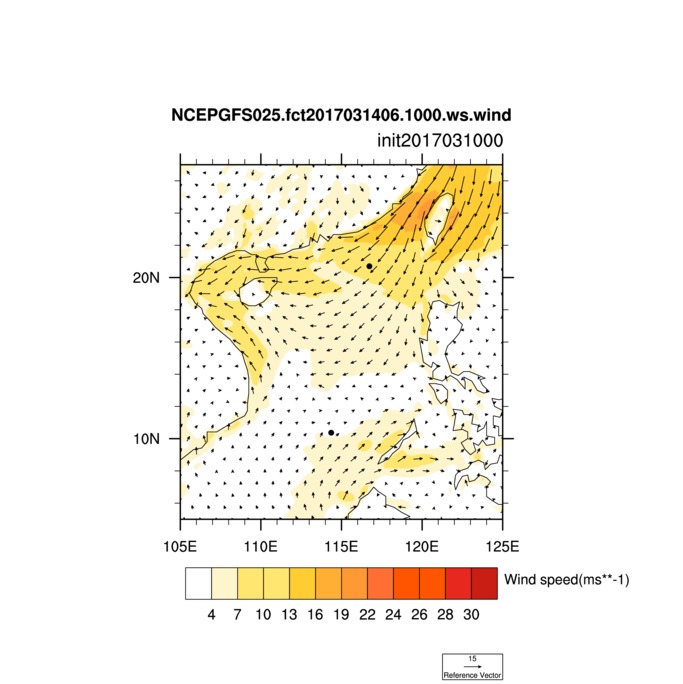 NCEPGFS025.fct2017031406.1000.ws.wind
init2017031000
20N
10N
105E 110E 115E 120E 125E
Wind speed(ms**-1)
4 7 10 13 16 19 22 24 26 28 30
15
Reference Vector